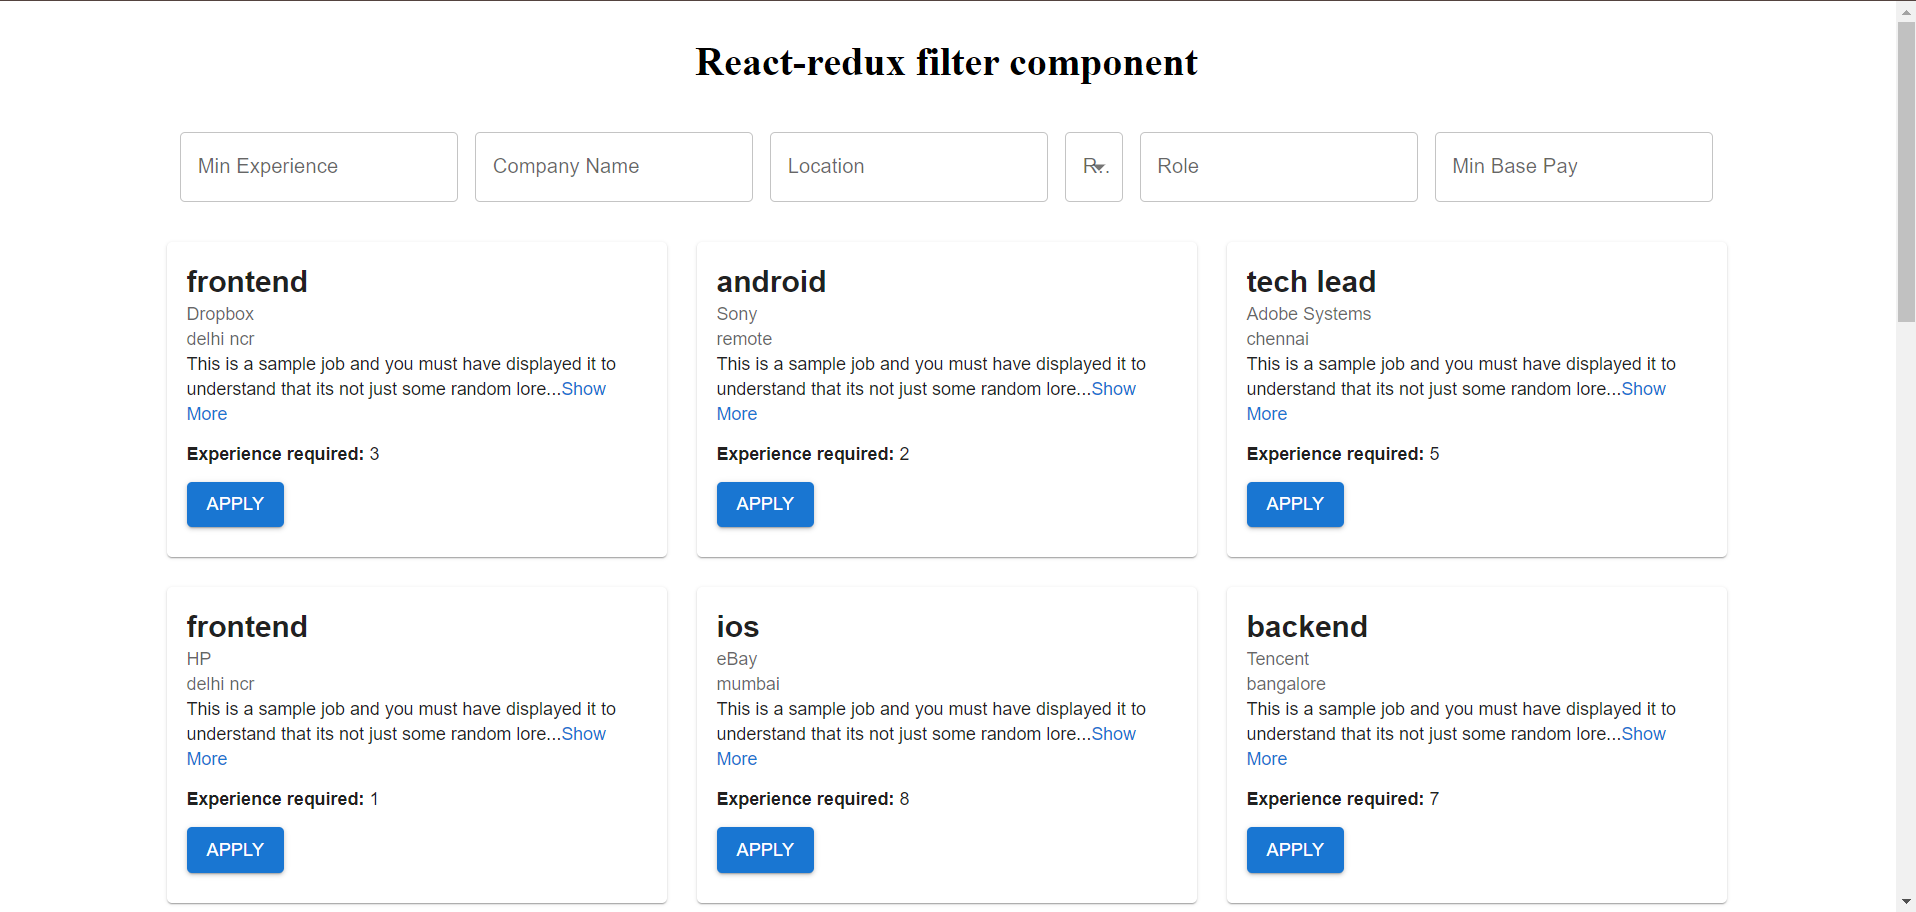 React-redux filter component
Min Experience
Company Name
Location
R...
Role
Min Base Pay
frontend
Dropbox
delhi ncr
This is a sample job and you must have displayed it to
understand that its not just some random lore...Show
More
Experience required: 3
APPLY
android
Sony
remote
This is a sample job and you must have displayed it to
understand that its not just some random lore...Show
More
Experience required: 2
APPLY
tech lead
Adobe Systems
chennai
This is a sample job and you must have displayed it to
understand that its not just some random lore...Show
More
Experience required: 5
APPLY
frontend
HP
delhi ncr
This is a sample job and you must have displayed it to
understand that its not just some random lore...Show
More
Experience required: 1
APPLY
ios
eBay
mumbai
This is a sample job and you must have displayed it to
understand that its not just some random lore...Show
More
Experience required: 8
APPLY
backend
Tencent
bangalore
This is a sample job and you must have displayed it to
understand that its not just some random lore...Show
More
Experience required: 7
APPLY